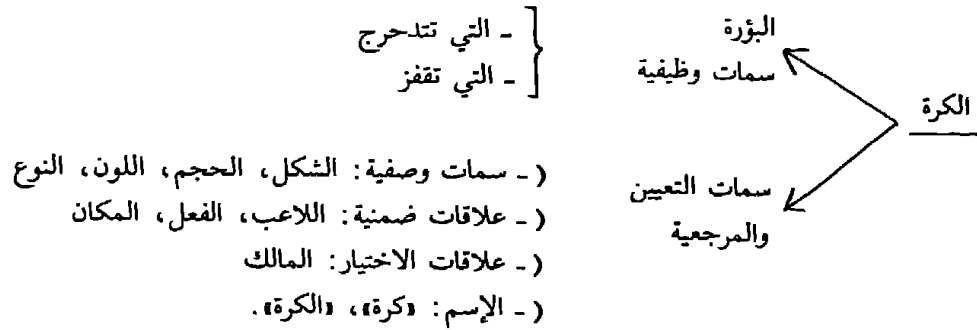 الكرة
البؤرة
سمات وظيفية
- التي تتدحرج
- التي تقفز
سمات التعيين
والمرجعية
(- سمات وصفية: الشكل، الحجم، اللون، النوع
(- علاقات ضمنية: اللاعب، الفعل، المكان
(- علاقات الاختيار: المالك
(- الإسم: «كرة»، «الكرة».